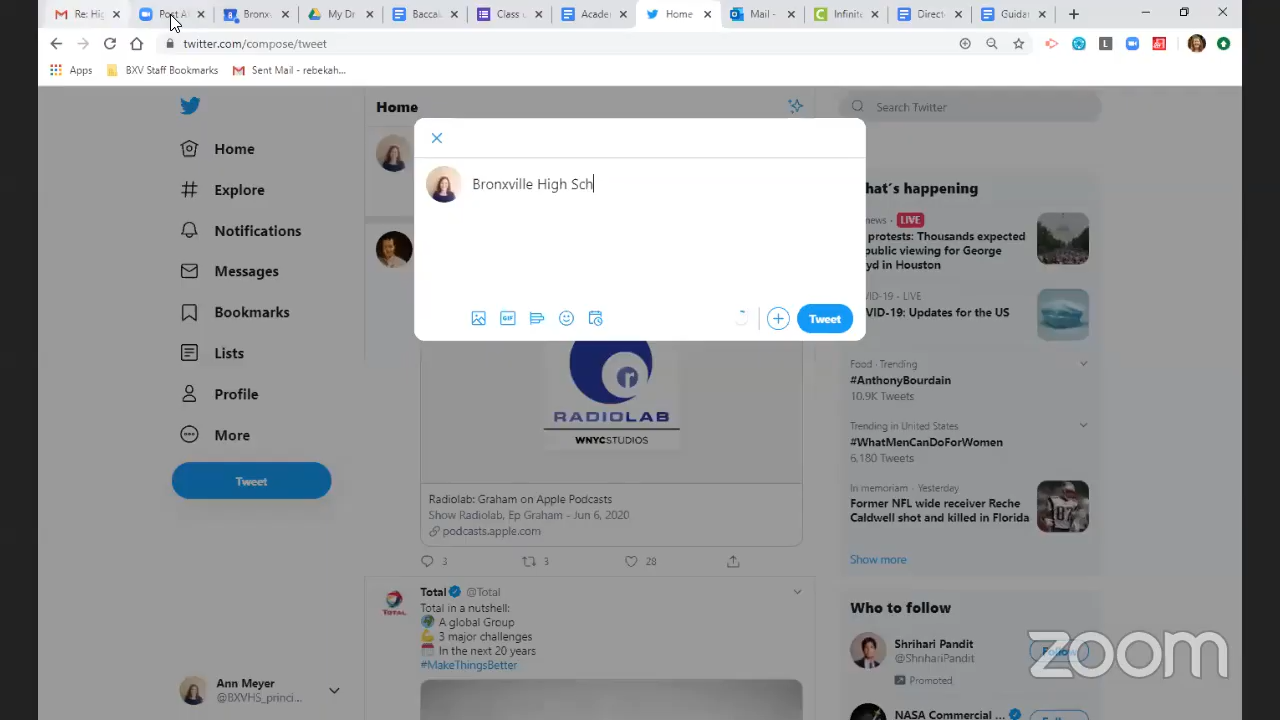 Re: Hig
Post A
Bronx
My Dr
Bacca
Class
Acade
Home
Mail -
Infinite
Direct
Guidar
twitter.com/compose/tweet
Apps
BXV Staff Bookmarks
Sent Mail - rebekah...
Home
Search Twitter
Home
Explore
Notifications
Messages
Bookmarks
Lists
Profile
More
Tweet
Ann Meyer
@BXVHS_princi...
Bronxville High Sch
GIF
Tweet
RADIOLAB
WNYCSTUDIOS
Radiolab: Graham on Apple Podcasts
Show Radiolab, Ep Graham - Jun 6, 2020
podcasts.apple.com
3
3
28
Total @Total
Total in a nutshell:
A global Group
3 major challenges
In the next 20 years
#MakeThingsBetter
TOTAL
hat's happening
news · LIVE
protests: Thousands expected
public viewing for George
yd in Houston
VID-19 · LIVE
VID-19: Updates for the US
Food · Trending
#AnthonyBourdain
10.9K Tweets
Trending in United States
#WhatMenCanDoForWomen
6,180 Tweets
In memoriam · Yesterday
Former NFL wide receiver Reche
Caldwell shot and killed in Florida
Show more
Who to follow
Shrihari Pandit
@ShrihariPandit
Follow
Promoted
NASA Commercial ...
Follow
zoom